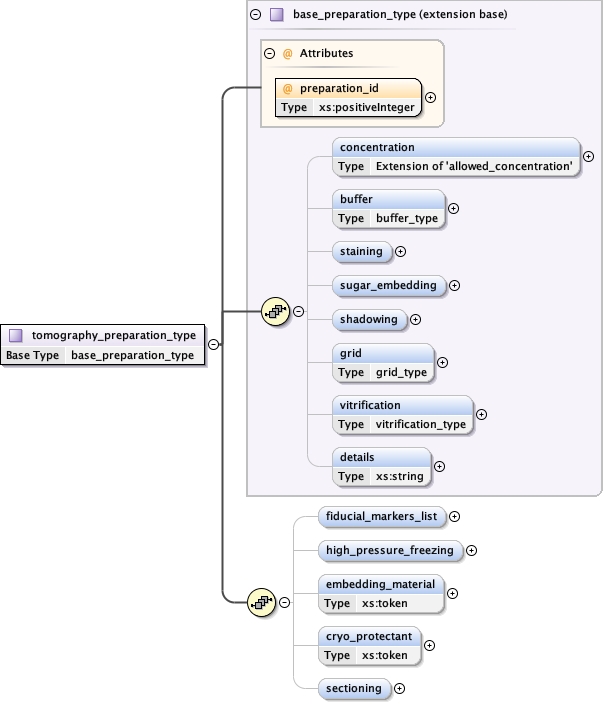 base_preparation_type (extension base)
@ Attributes
@ preparation_id
Type xs:positiveInteger
concentration
Type Extension of 'allowed_concentration'
buffer
Type buffer_type
staining
sugar_embedding
shadowing
tomography_preparation_type
Base Type base_preparation_type
grid
Type grid_type
vitrification
Type vitrification_type
details
Type xs:string
fiducial_markers_list
high_pressure_freezing
embedding_material
Type xs:token
cryo_protectant
Type xs:token
sectioning